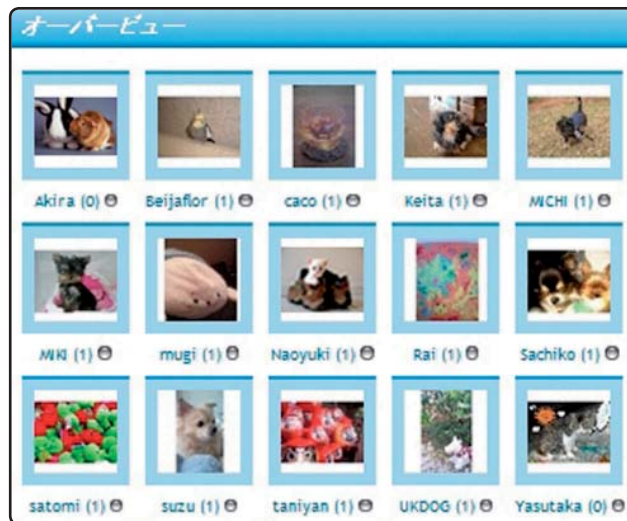 オーバービュー
Akira (0) Beijaflor (1) caco (1) Keita (1) MICHI (1)
MIKI (1) mugi (1) Naoyuki (1) Rai (1) Sachiko (1)
satomi (1) suzu (1) taniyan (1) UKDOG (1) Yasutaka (0)